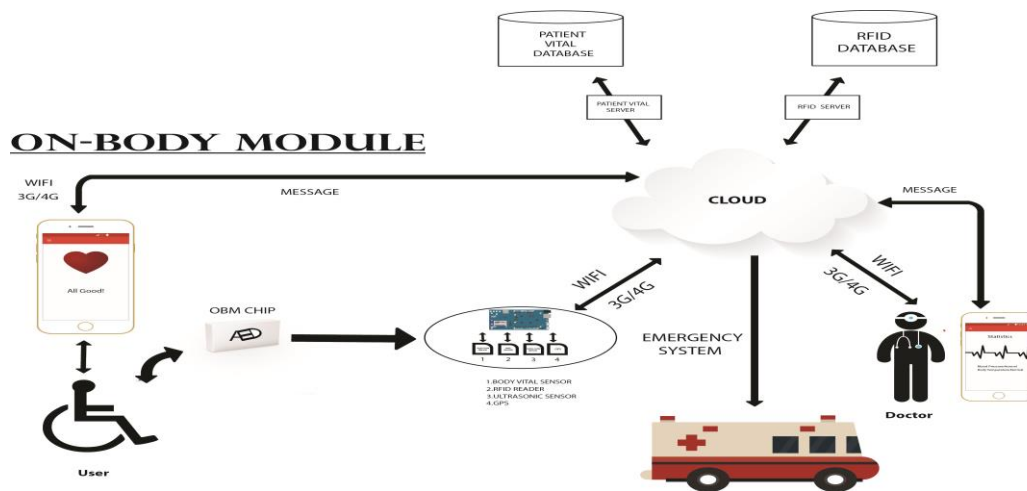 PATIENT
VITAL
DATABASE
RFID
DATABASE
PATIENT VITAL
SERVER
RFID SERVER
ON-BODY MODULE
WIFI
3G/4G
MESSAGE
CLOUD
MESSAGE
All Good!
OBM CHIP
AED
WIFI
3G/4G
WIFI
3G/4G
EMERGENCY
SYSTEM
1 2 3 4
1.BODY VITAL SENSOR
2.RFID READER
3.ULTRASONIC SENSOR
4.GPS
Statistics
Doctor
User